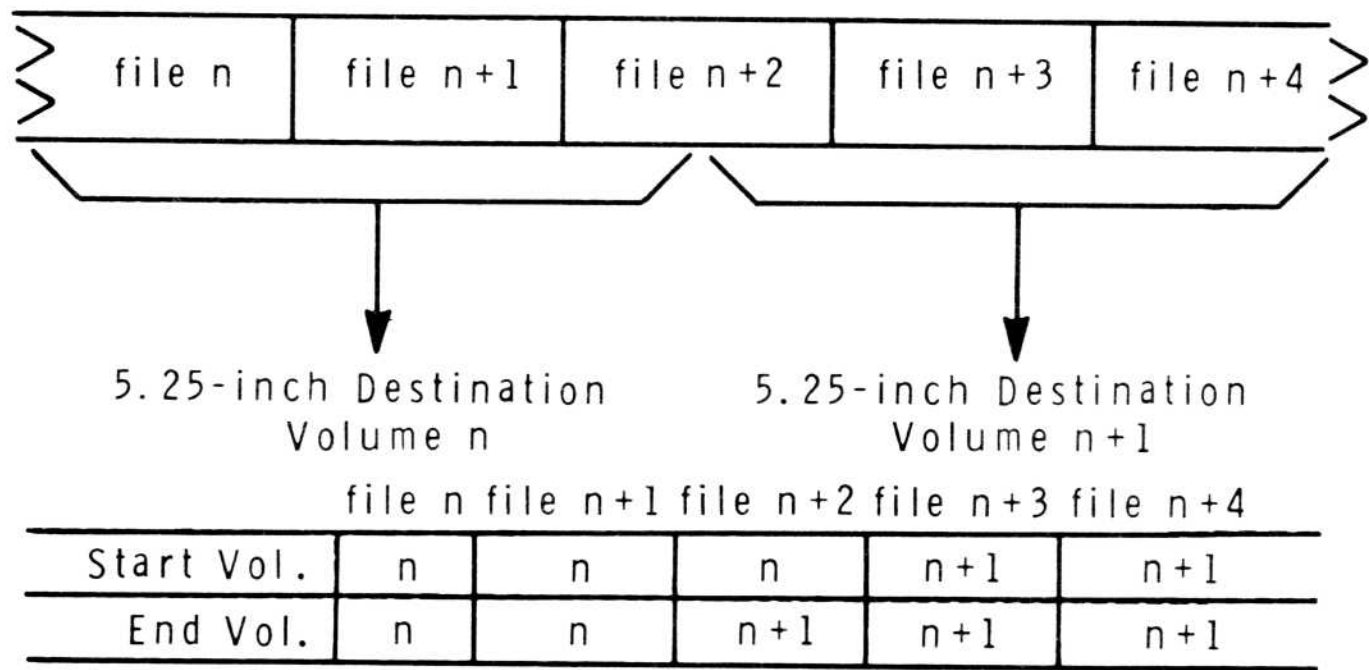 file n file n+1 file n+2 file n+3 file n+4
5.25-inch Destination 5.25-inch Destination
Volume n Volume n+1
file n file n+1 file n+2 file n+3 file n+4
Start Vol. n n n n+1 n+1
End Vol. n n n+1 n+1 n+1